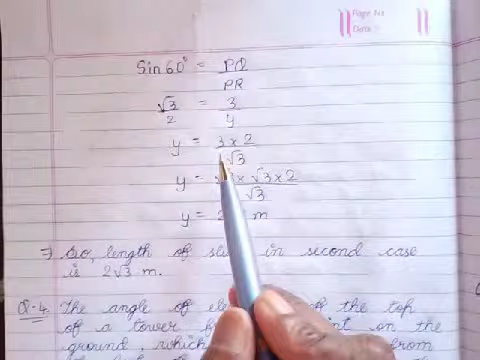 Page No
Date
Sin 60° = PQ
PR
√3 = 3
2 y
y = 3 × 2
√3
y = × √3 × 2
√3
y = m
⇒ So, length of in second case
is 2√3 m.
Q-4. The angle of of the top
of a tower on the
ground, which from